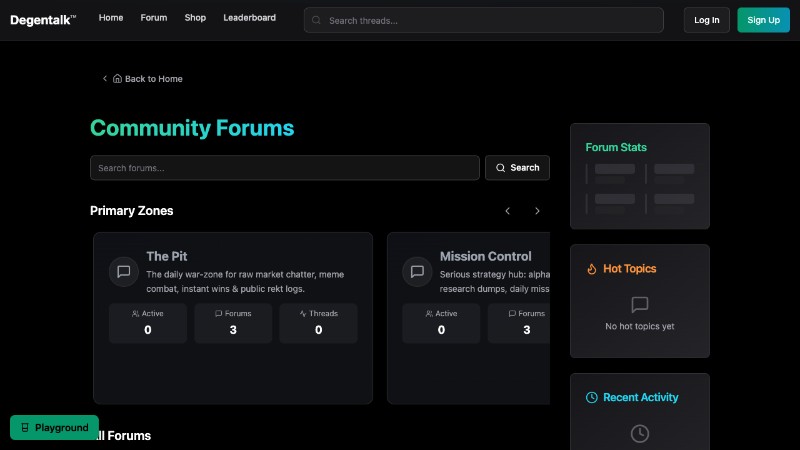 Degentalk™
Home
Forum
Shop
Leaderboard
Search threads...
Log In
Sign Up
Back to Home
Community Forums
Search forums...
Search
Primary Zones
The Pit
The daily war-zone for raw market chatter, meme
combat, instant wins & public rekt logs.
Active
0
Forums
3
Threads
0
Mission Control
Serious strategy hub: alpha
research dumps, daily miss
Active
0
Forums
3
Forum Stats
Hot Topics
No hot topics yet
Recent Activity
Playground
ll Forums